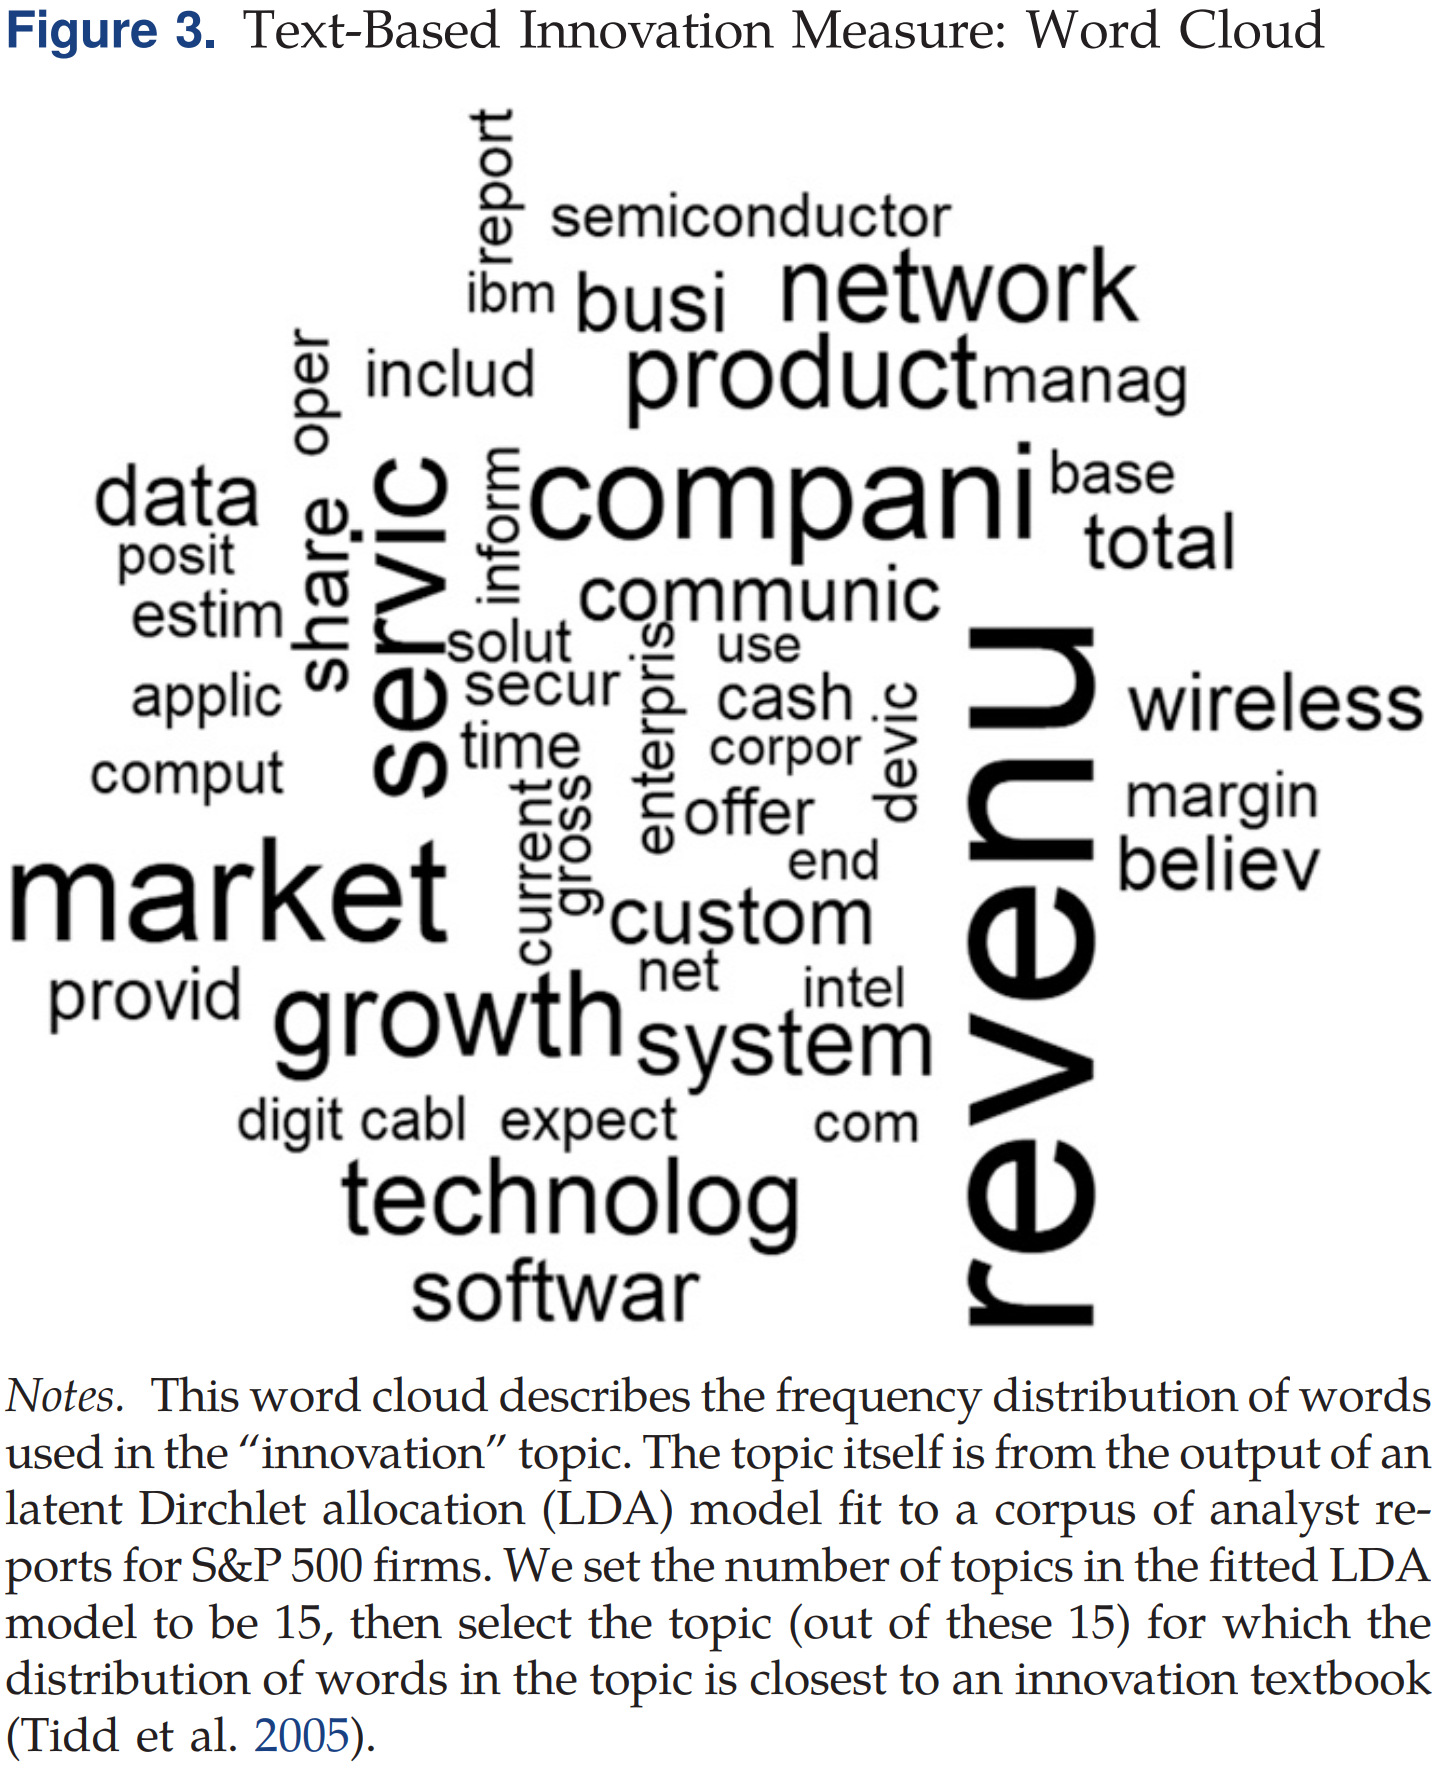 Figure 3. Text-Based Innovation Measure: Word Cloud
report
semiconductor
ibm
busi
network
oper
includ
product
manag
data
share
servic
inform
compani
base
posit
total
estim
communic
solut
use
enterpris
secur
cash
devic
revenu
wireless
applic
time
corpor
comput
current
gross
offer
margin
end
believ
market
custom
net
intel
provid
growth
system
digit
cabl
expect
com
technolog
softwar
Notes. This word cloud describes the frequency distribution of words
used in the “innovation” topic. The topic itself is from the output of an
latent Dirchlet allocation (LDA) model fit to a corpus of analyst re-
ports for S&P 500 firms. We set the number of topics in the fitted LDA
model to be 15, then select the topic (out of these 15) for which the
distribution of words in the topic is closest to an innovation textbook
(Tidd et al. 2005).